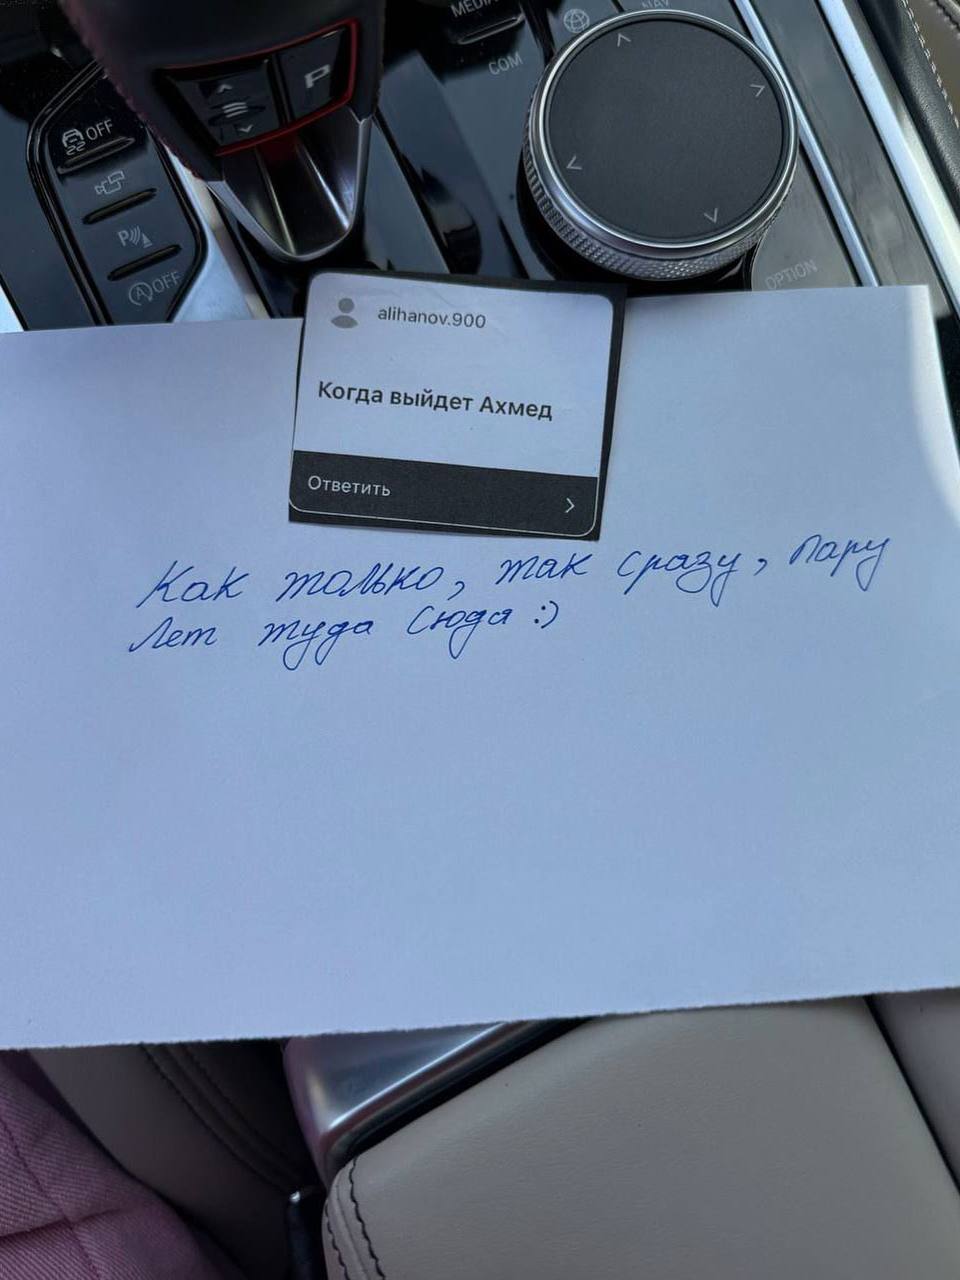 MEDIA
NAV
COM
P
OFF
P
OFF
OPTION
alihanov.900
Когда выйдет Ахмед
Ответить
Как только, так сразу, пару
лет туда сюда :)